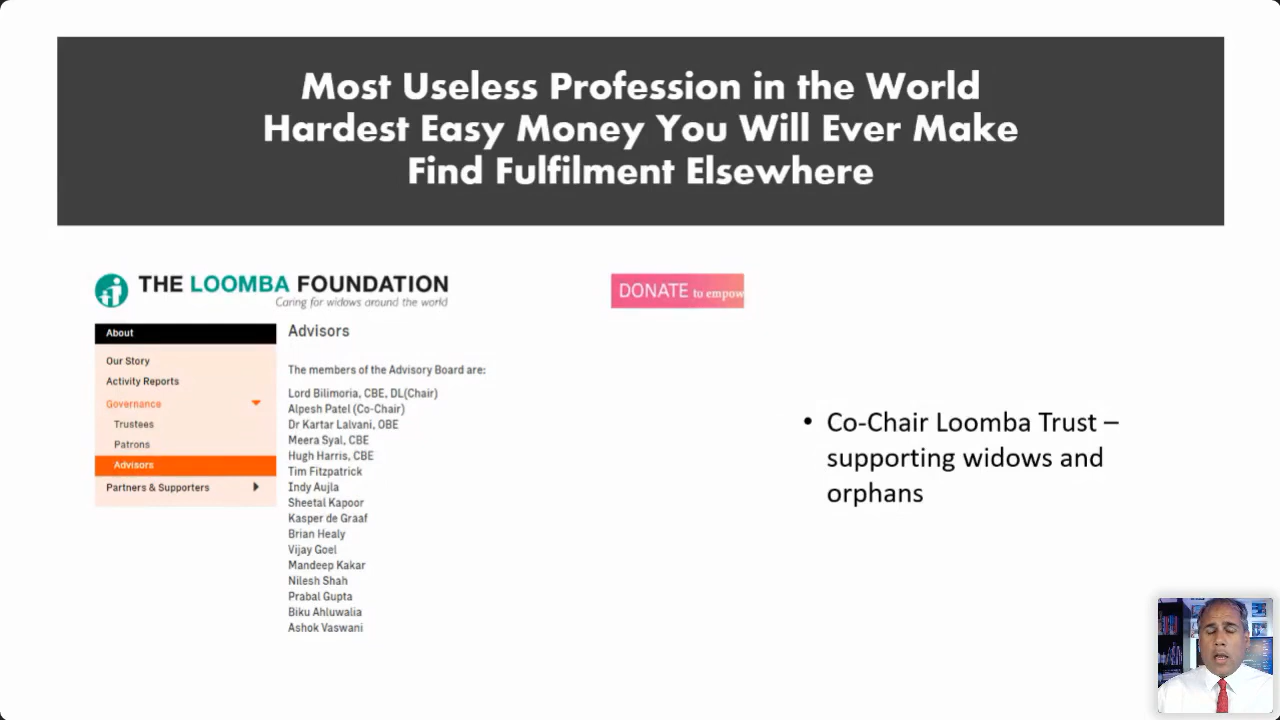 Most Useless Profession in the World
Hardest Easy Money You Will Ever Make
Find Fulfilment Elsewhere
THE LOOMBA FOUNDATION
Caring for widows around the world
DONATE to empow
About
Our Story
Activity Reports
Governance
Trustees
Patrons
Advisors
Partners & Supporters
Advisors
The members of the Advisory Board are:
Lord Bilimoria, CBE, DL(Chair)
Alpesh Patel (Co-Chair)
Dr Kartar Lalvani, OBE
Meera Syal, CBE
Hugh Harris, CBE
Tim Fitzpatrick
Indy Aujla
Sheetal Kapoor
Kasper de Graaf
Brian Healy
Vijay Goel
Mandeep Kakar
Nilesh Shah
Prabal Gupta
Biku Ahluwalia
Ashok Vaswani
• Co-Chair Loomba Trust –
supporting widows and
orphans